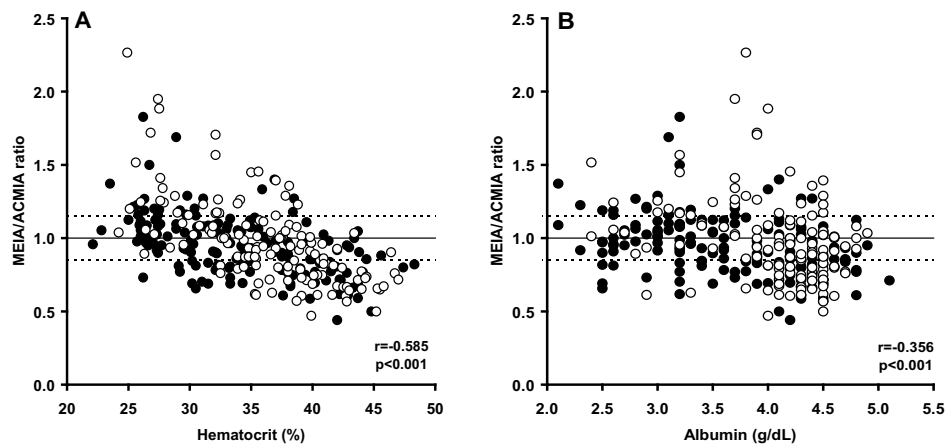 A
MEIA/ACMIA ratio
2.5
2.0
1.5
1.0
0.5
0.0
r=-0.585
p<0.001
20 25 30 35 40 45 50
Hematocrit (%)
B
MEIA/ACMIA ratio
2.5
2.0
1.5
1.0
0.5
0.0
r=-0.356
p<0.001
2.0 2.5 3.0 3.5 4.0 4.5 5.0 5.5
Albumin (g/dL)